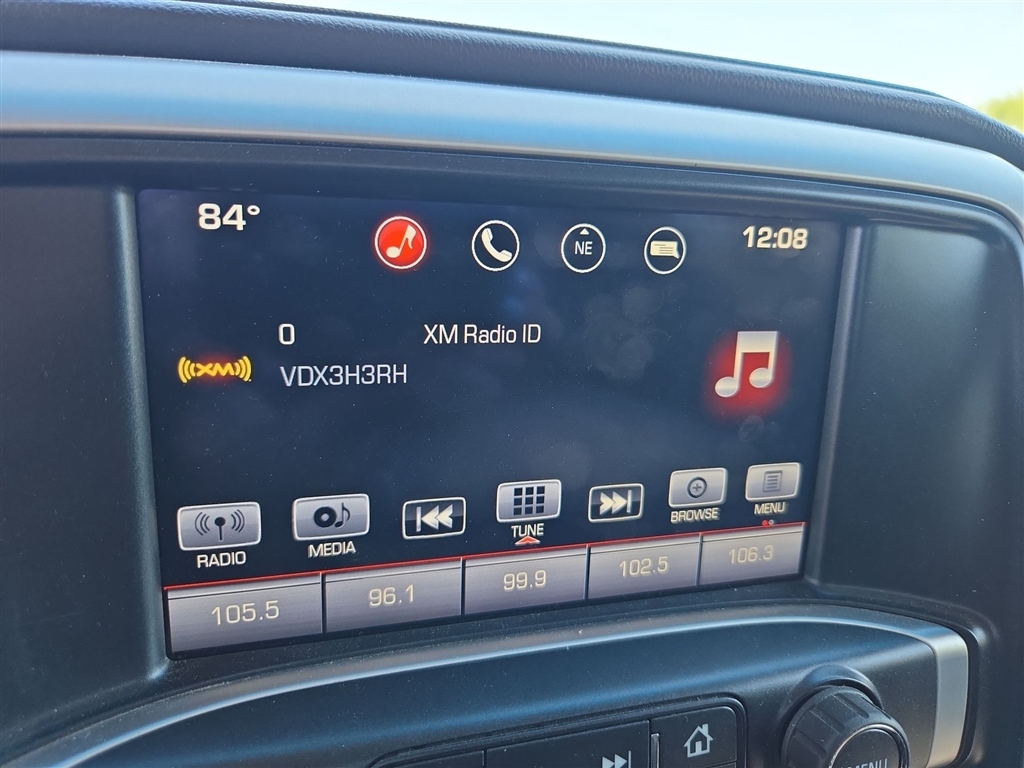 84°
NE
12:08
0 XM Radio ID
((XM))
VDX3H3RH
RADIO MEDIA TUNE BROWSE MENU
105.5 96.1 99.9 102.5 106.3
MENU